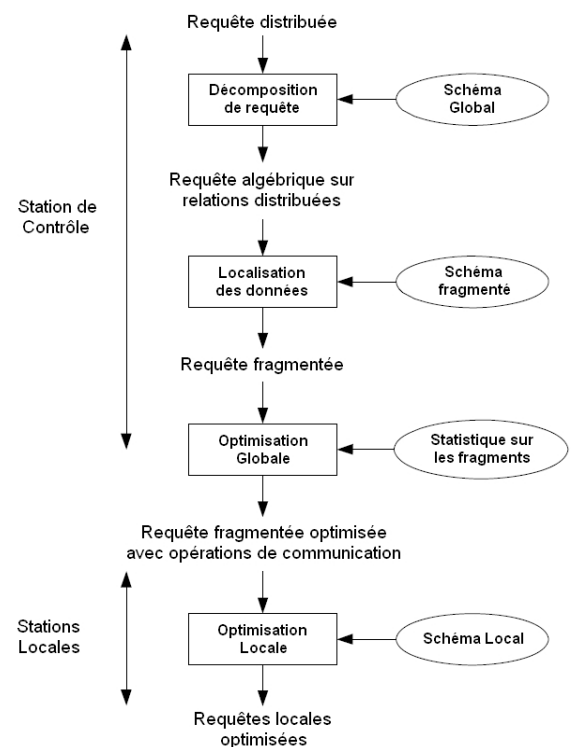 Requête distribuée
Décomposition
de requête
Schéma
Global
Requête algébrique sur
relations distribuées
Station de
Contrôle
Localisation
des données
Schéma
fragmenté
Requête fragmentée
Optimisation
Globale
Statistique sur
les fragments
Requête fragmentée optimisée
avec opérations de communication
Stations
Locales
Optimisation
Locale
Schéma Local
Requêtes locales
optimisées